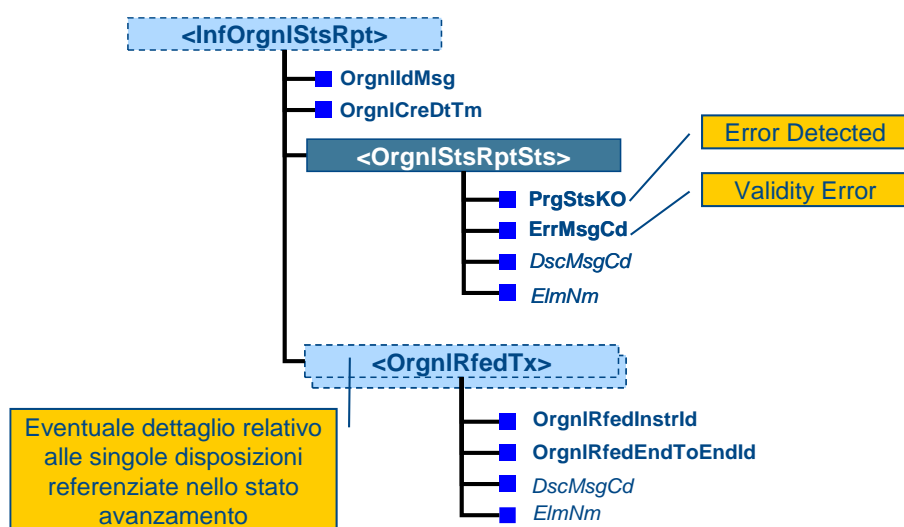 <InfOrgnlStsRpt>
OrgnlIdMsg
OrgnlCreDtTm
<OrgnlStsRptSts>
Error Detected
Validity Error
PrgStsKO
ErrMsgCd
DscMsgCd
ElmNm
<OrgnlRfedTx>
OrgnlRfedInstrId
OrgnlRfedEndToEndId
DscMsgCd
ElmNm
Eventuale dettaglio relativo
alle singole disposizioni
referenziate nello stato
avanzamento